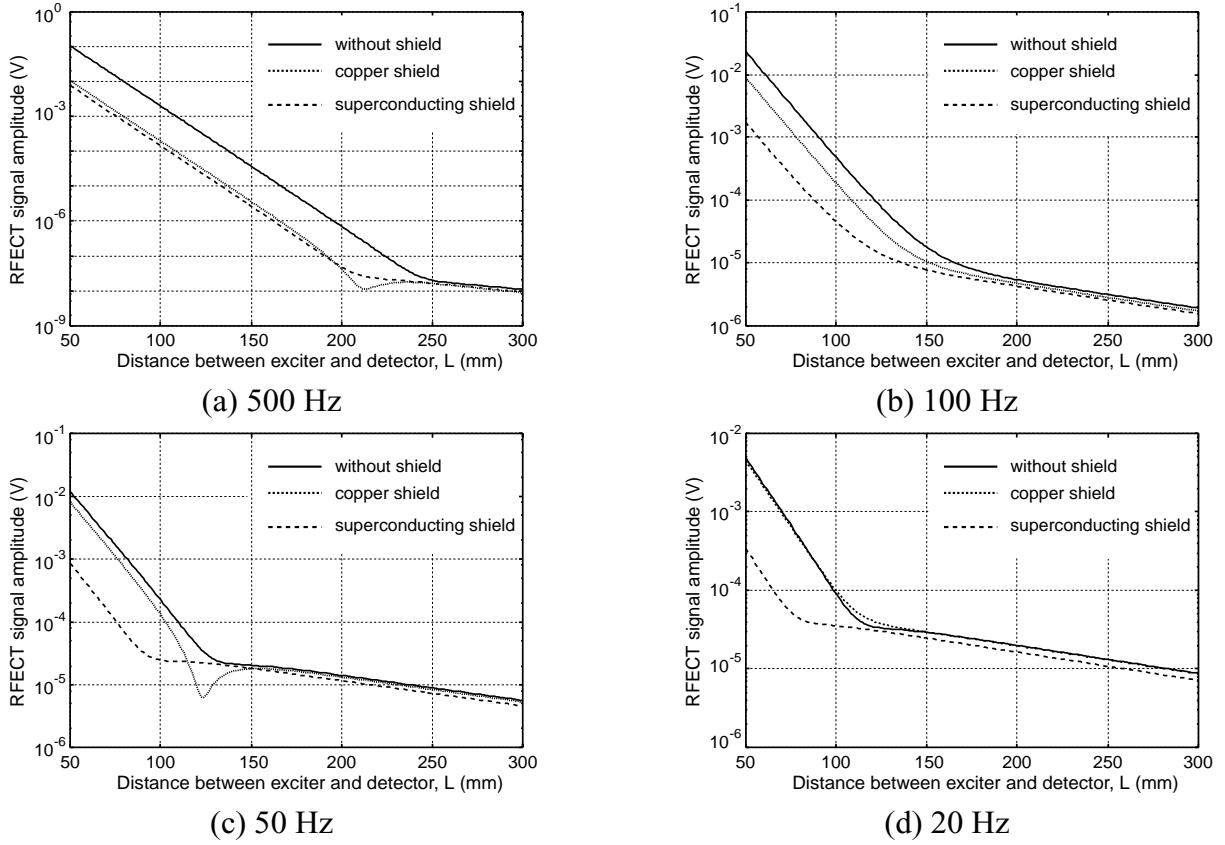 10^0
10^-3
10^-6
10^-9
RFECT signal amplitude (V)
without shield
copper shield
superconducting shield
50 100 150 200 250 300
Distance between exciter and detector, L (mm)
(a) 500 Hz
10^-1
10^-2
10^-3
10^-4
10^-5
10^-6
RFECT signal amplitude (V)
without shield
copper shield
superconducting shield
50 100 150 200 250 300
Distance between exciter and detector, L (mm)
(b) 100 Hz
10^-1
10^-2
10^-3
10^-4
10^-5
10^-6
RFECT signal amplitude (V)
without shield
copper shield
superconducting shield
50 100 150 200 250 300
Distance between exciter and detector, L (mm)
(c) 50 Hz
10^-2
10^-3
10^-4
10^-5
10^-6
RFECT signal amplitude (V)
without shield
copper shield
superconducting shield
50 100 150 200 250 300
Distance between exciter and detector, L (mm)
(d) 20 Hz